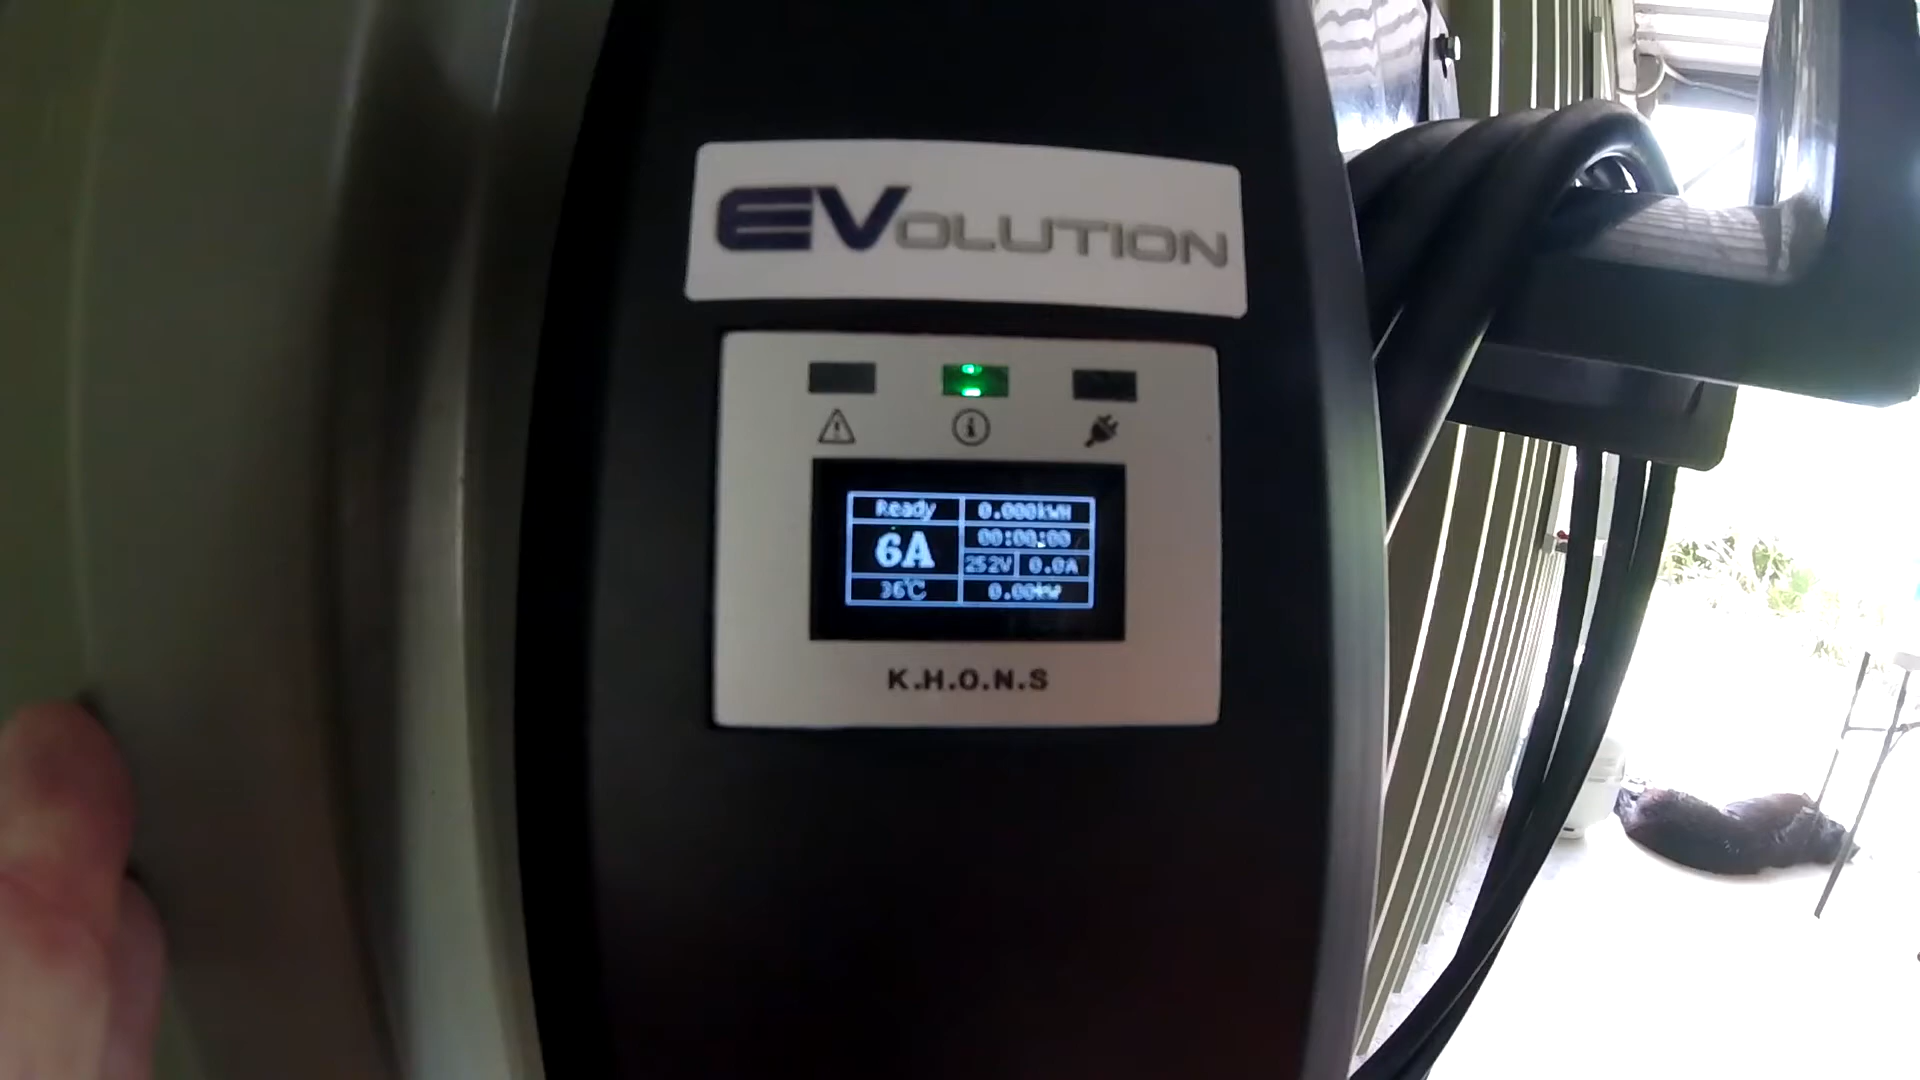 EVOLUTION
Ready
0.000kWH
6A
00:00:00
252V
0.0A
36℃
0.00kW
K.H.O.N.S